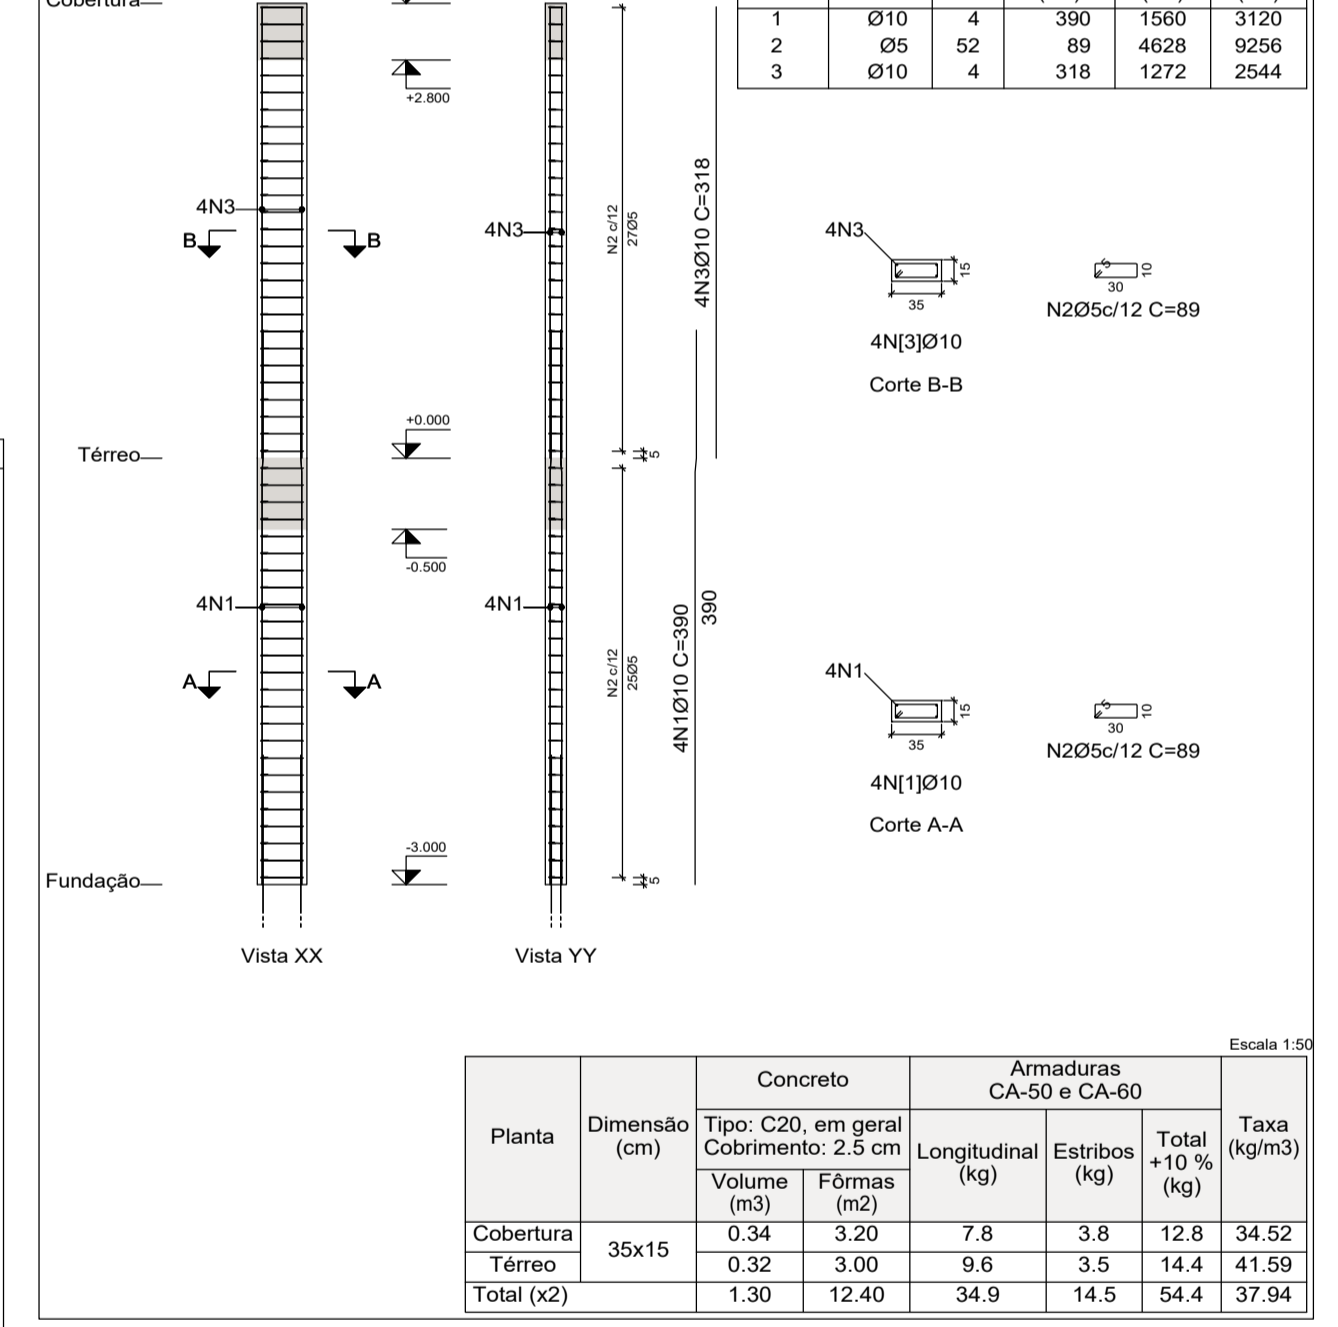 Cobertura
1 Ø10 4 390 1560 3120
2 Ø5 52 89 4628 9256
3 Ø10 4 318 1272 2544
+2.800
4N3
B B
4N3
N2 c/12
27Ø5
4N3Ø10 C=318
4N3
15
35
4N[3]Ø10
Corte B-B
5
10
30
N2Ø5c/12 C=89
+0.000
Térreo
5
-0.500
4N1
4N1
A A
N2 c/12
25Ø5
4N1Ø10 C=390
390
4N1
15
35
4N[1]Ø10
Corte A-A
5
10
30
N2Ø5c/12 C=89
-3.000
Fundação
5
Vista XX
Vista YY
Escala 1:50
Planta
Dimensão
(cm)
Concreto
Tipo: C20, em geral
Cobrimento: 2.5 cm
Volume
(m3)
Fôrmas
(m2)
Armaduras
CA-50 e CA-60
Longitudinal
(kg)
Estribos
(kg)
Total
+10 %
(kg)
Taxa
(kg/m3)
Cobertura 35x15 0.34 3.20 7.8 3.8 12.8 34.52
Térreo 0.32 3.00 9.6 3.5 14.4 41.59
Total (x2) 1.30 12.40 34.9 14.5 54.4 37.94